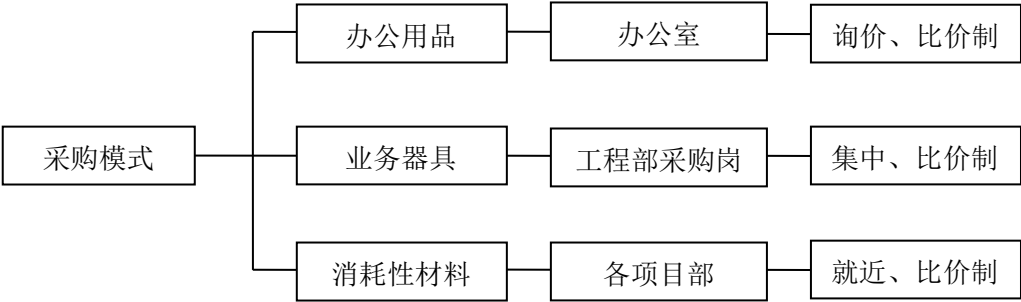 办公用品
办公室
询价、比价制
采购模式
业务器具
工程部采购岗
集中、比价制
消耗性材料
各项目部
就近、比价制